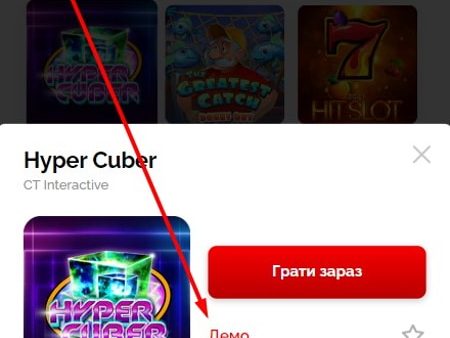 HYPER
CUBER
THE
GREATEST
CATCH
BONUS BUY
7
HIT SLOT
Hyper Cuber
CT Interactive
HYPER
CUBER
Грати зараз
Демо